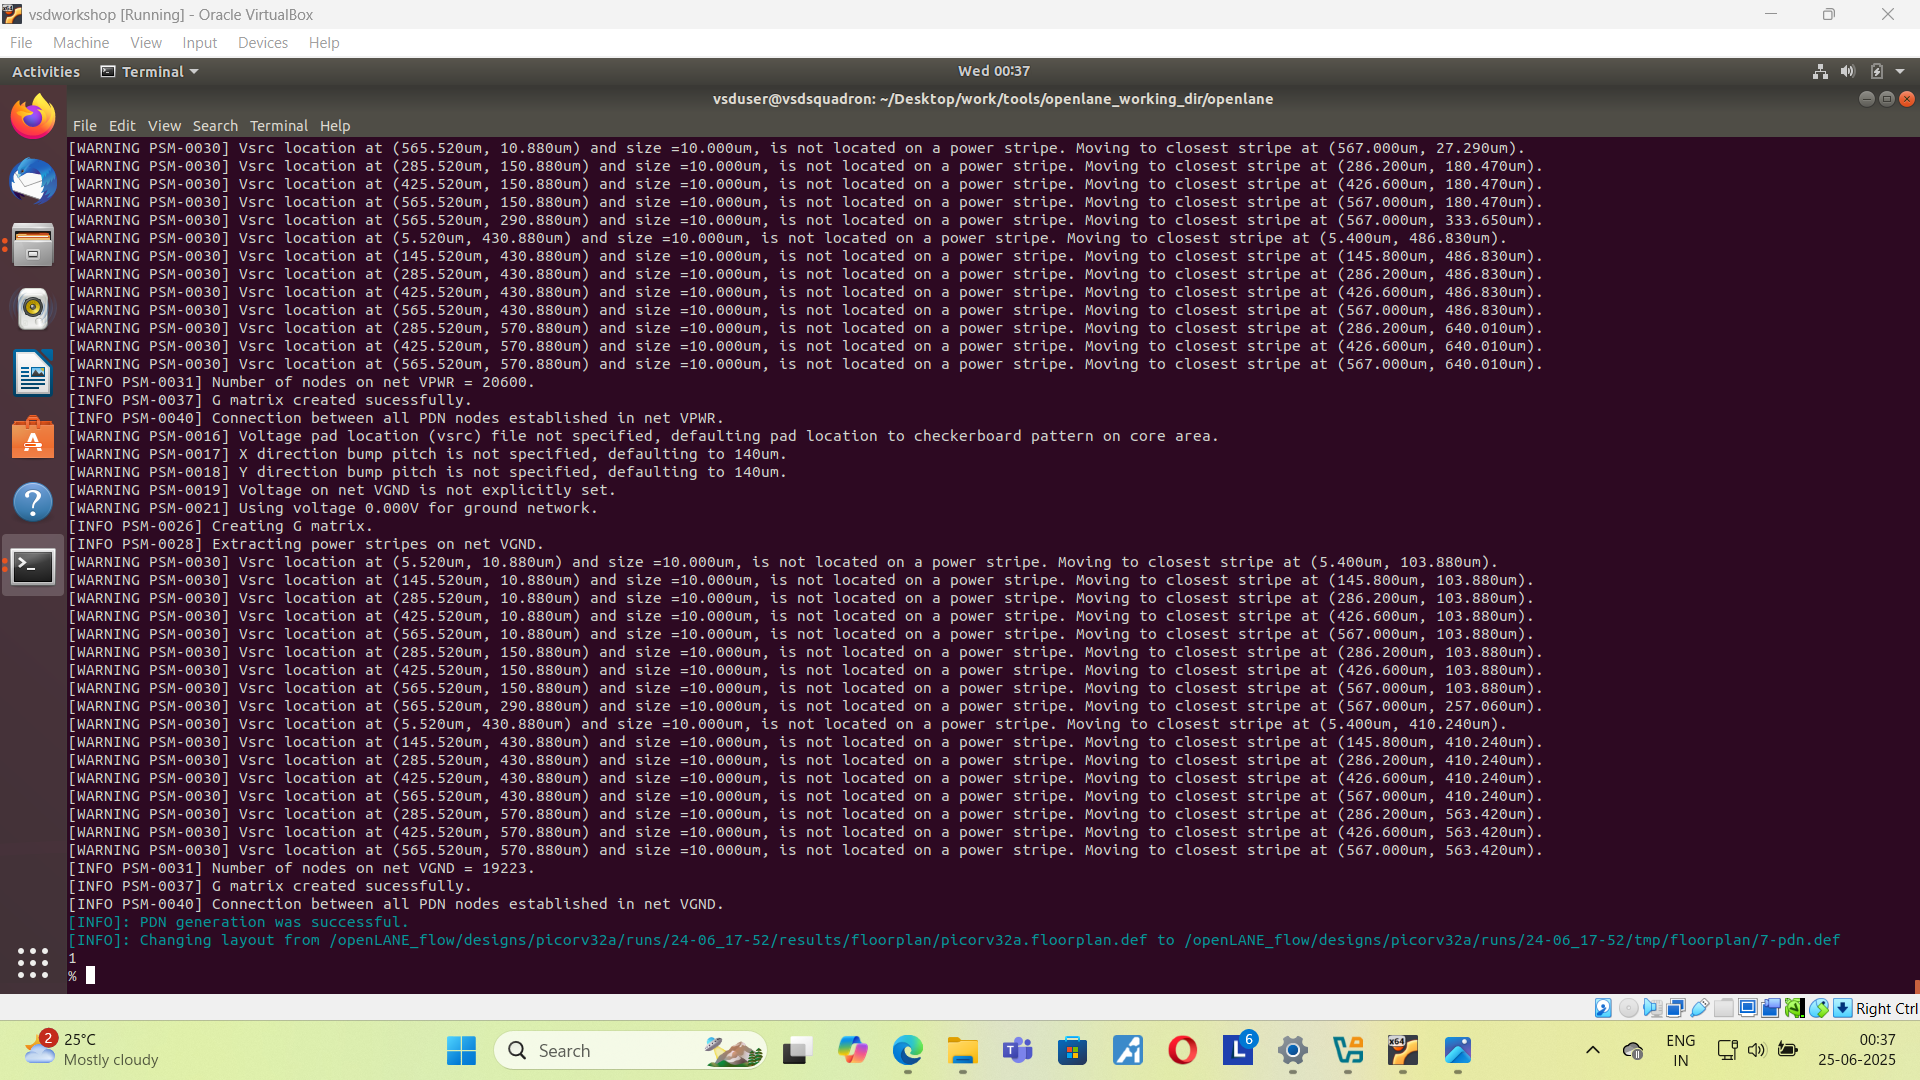 vsdworkshop [Running] - Oracle VirtualBox
File Machine View Input Devices Help
Activities Terminal Wed 00:37
vsduser@vsdsquadron: ~/Desktop/work/tools/openlane_working_dir/openlane
File Edit View Search Terminal Help
[WARNING PSM-0030] Vsrc location at (565.520um, 10.880um) and size =10.000um, is not located on a power stripe. Moving to closest stripe at (567.000um, 27.290um).
[WARNING PSM-0030] Vsrc location at (285.520um, 150.880um) and size =10.000um, is not located on a power stripe. Moving to closest stripe at (286.200um, 180.470um).
[WARNING PSM-0030] Vsrc location at (425.520um, 150.880um) and size =10.000um, is not located on a power stripe. Moving to closest stripe at (426.600um, 180.470um).
[WARNING PSM-0030] Vsrc location at (565.520um, 150.880um) and size =10.000um, is not located on a power stripe. Moving to closest stripe at (567.000um, 180.470um).
[WARNING PSM-0030] Vsrc location at (565.520um, 290.880um) and size =10.000um, is not located on a power stripe. Moving to closest stripe at (567.000um, 333.650um).
[WARNING PSM-0030] Vsrc location at (5.520um, 430.880um) and size =10.000um, is not located on a power stripe. Moving to closest stripe at (5.400um, 486.830um).
[WARNING PSM-0030] Vsrc location at (145.520um, 430.880um) and size =10.000um, is not located on a power stripe. Moving to closest stripe at (145.800um, 486.830um).
[WARNING PSM-0030] Vsrc location at (285.520um, 430.880um) and size =10.000um, is not located on a power stripe. Moving to closest stripe at (286.200um, 486.830um).
[WARNING PSM-0030] Vsrc location at (425.520um, 430.880um) and size =10.000um, is not located on a power stripe. Moving to closest stripe at (426.600um, 486.830um).
[WARNING PSM-0030] Vsrc location at (565.520um, 430.880um) and size =10.000um, is not located on a power stripe. Moving to closest stripe at (567.000um, 486.830um).
[WARNING PSM-0030] Vsrc location at (285.520um, 570.880um) and size =10.000um, is not located on a power stripe. Moving to closest stripe at (286.200um, 640.010um).
[WARNING PSM-0030] Vsrc location at (425.520um, 570.880um) and size =10.000um, is not located on a power stripe. Moving to closest stripe at (426.600um, 640.010um).
[WARNING PSM-0030] Vsrc location at (565.520um, 570.880um) and size =10.000um, is not located on a power stripe. Moving to closest stripe at (567.000um, 640.010um).
[INFO PSM-0031] Number of nodes on net VPWR = 20600.
[INFO PSM-0037] G matrix created sucessfully.
[INFO PSM-0040] Connection between all PDN nodes established in net VPWR.
[WARNING PSM-0016] Voltage pad location (vsrc) file not specified, defaulting pad location to checkerboard pattern on core area.
[WARNING PSM-0017] X direction bump pitch is not specified, defaulting to 140um.
[WARNING PSM-0018] Y direction bump pitch is not specified, defaulting to 140um.
[WARNING PSM-0019] Voltage on net VGND is not explicitly set.
[WARNING PSM-0021] Using voltage 0.000V for ground network.
[INFO PSM-0026] Creating G matrix.
[INFO PSM-0028] Extracting power stripes on net VGND.
[WARNING PSM-0030] Vsrc location at (5.520um, 10.880um) and size =10.000um, is not located on a power stripe. Moving to closest stripe at (5.400um, 103.880um).
[WARNING PSM-0030] Vsrc location at (145.520um, 10.880um) and size =10.000um, is not located on a power stripe. Moving to closest stripe at (145.800um, 103.880um).
[WARNING PSM-0030] Vsrc location at (285.520um, 10.880um) and size =10.000um, is not located on a power stripe. Moving to closest stripe at (286.200um, 103.880um).
[WARNING PSM-0030] Vsrc location at (425.520um, 10.880um) and size =10.000um, is not located on a power stripe. Moving to closest stripe at (426.600um, 103.880um).
[WARNING PSM-0030] Vsrc location at (565.520um, 10.880um) and size =10.000um, is not located on a power stripe. Moving to closest stripe at (567.000um, 103.880um).
[WARNING PSM-0030] Vsrc location at (285.520um, 150.880um) and size =10.000um, is not located on a power stripe. Moving to closest stripe at (286.200um, 103.880um).
[WARNING PSM-0030] Vsrc location at (425.520um, 150.880um) and size =10.000um, is not located on a power stripe. Moving to closest stripe at (426.600um, 103.880um).
[WARNING PSM-0030] Vsrc location at (565.520um, 150.880um) and size =10.000um, is not located on a power stripe. Moving to closest stripe at (567.000um, 103.880um).
[WARNING PSM-0030] Vsrc location at (565.520um, 290.880um) and size =10.000um, is not located on a power stripe. Moving to closest stripe at (567.000um, 257.060um).
[WARNING PSM-0030] Vsrc location at (5.520um, 430.880um) and size =10.000um, is not located on a power stripe. Moving to closest stripe at (5.400um, 410.240um).
[WARNING PSM-0030] Vsrc location at (145.520um, 430.880um) and size =10.000um, is not located on a power stripe. Moving to closest stripe at (145.800um, 410.240um).
[WARNING PSM-0030] Vsrc location at (285.520um, 430.880um) and size =10.000um, is not located on a power stripe. Moving to closest stripe at (286.200um, 410.240um).
[WARNING PSM-0030] Vsrc location at (425.520um, 430.880um) and size =10.000um, is not located on a power stripe. Moving to closest stripe at (426.600um, 410.240um).
[WARNING PSM-0030] Vsrc location at (565.520um, 430.880um) and size =10.000um, is not located on a power stripe. Moving to closest stripe at (567.000um, 410.240um).
[WARNING PSM-0030] Vsrc location at (285.520um, 570.880um) and size =10.000um, is not located on a power stripe. Moving to closest stripe at (286.200um, 563.420um).
[WARNING PSM-0030] Vsrc location at (425.520um, 570.880um) and size =10.000um, is not located on a power stripe. Moving to closest stripe at (426.600um, 563.420um).
[WARNING PSM-0030] Vsrc location at (565.520um, 570.880um) and size =10.000um, is not located on a power stripe. Moving to closest stripe at (567.000um, 563.420um).
[INFO PSM-0031] Number of nodes on net VGND = 19223.
[INFO PSM-0037] G matrix created sucessfully.
[INFO PSM-0040] Connection between all PDN nodes established in net VGND.
[INFO]: PDN generation was successful.
[INFO]: Changing layout from /openLANE_flow/designs/picorv32a/runs/24-06_17-52/results/floorplan/picorv32a.floorplan.def to /openLANE_flow/designs/picorv32a/runs/24-06_17-52/tmp/floorplan/7-pdn.def
1
%
Right Ctrl
2
25°C
Mostly cloudy
Search
6
ENG
IN
00:37
25-06-2025